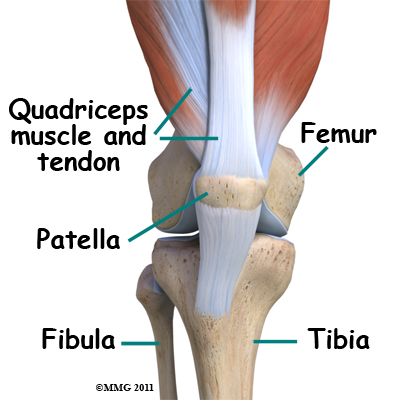 Quadriceps
muscle and
tendon
Femur
Patella
Fibula
Tibia
©MMG 2011